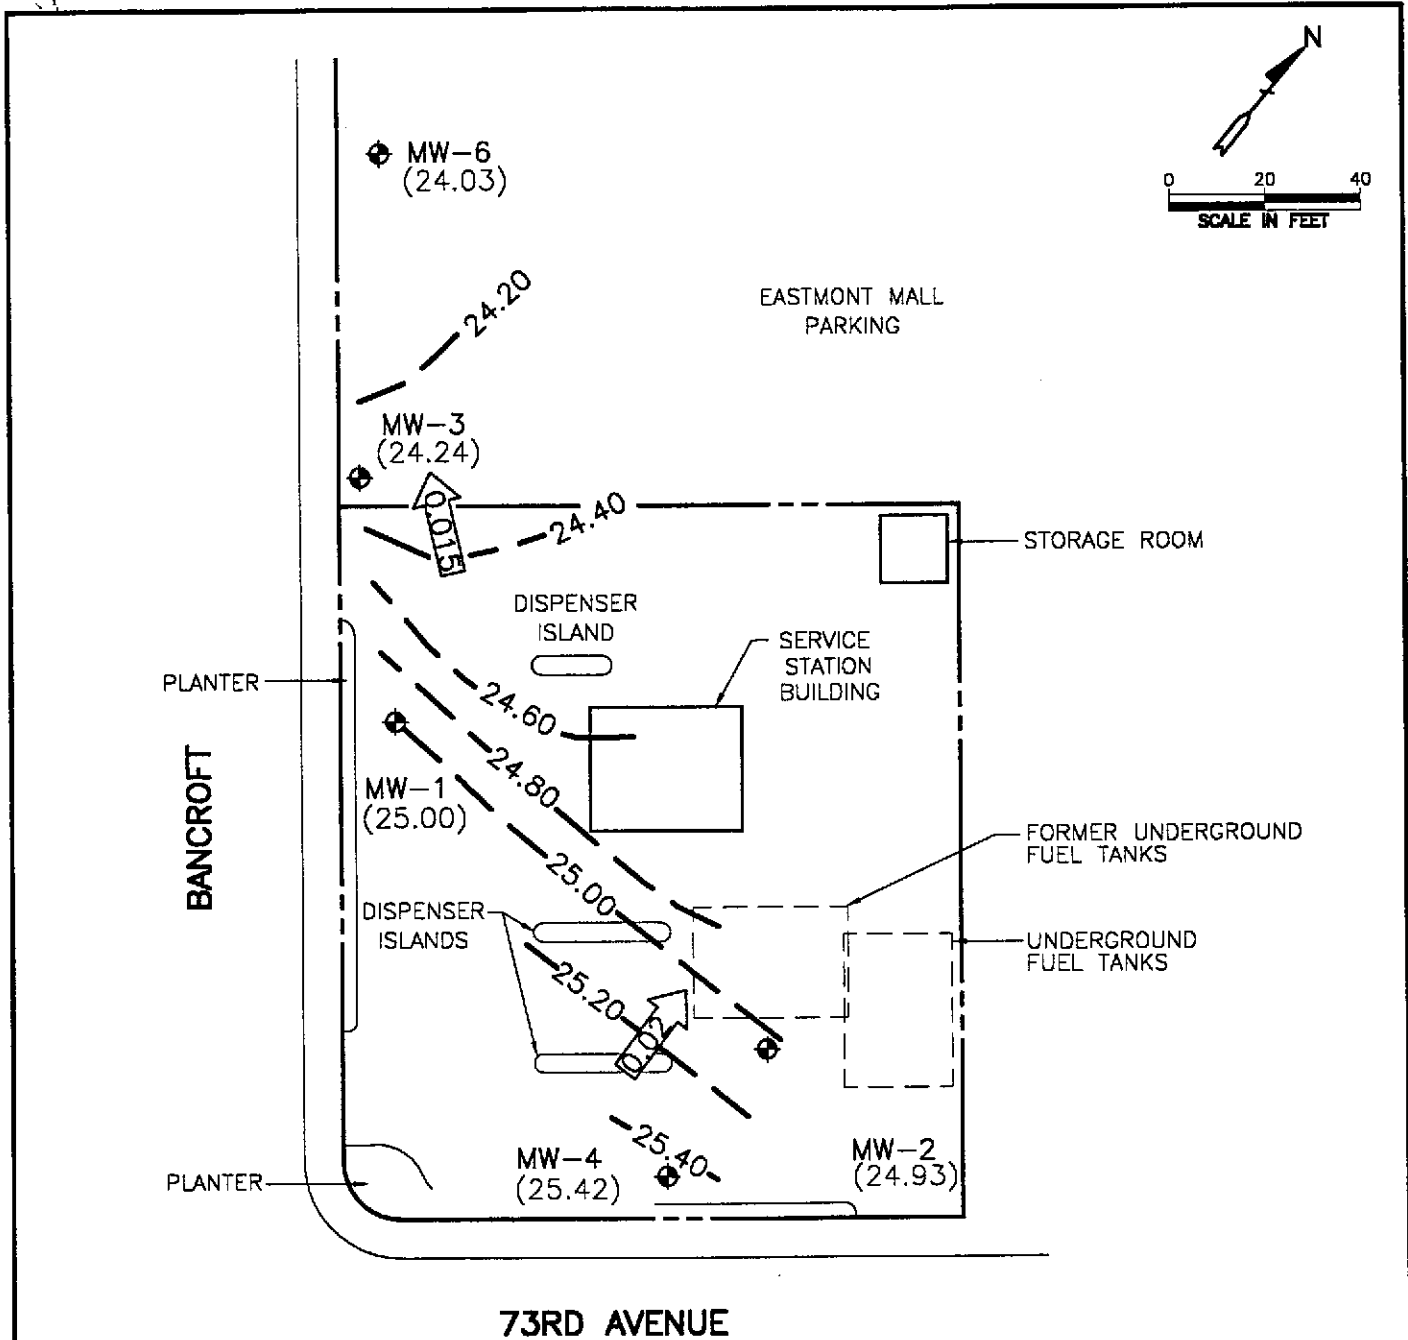 N
0 20 40
SCALE IN FEET
MW-6
(24.03)
24.20
EASTMONT MALL
PARKING
MW-3
(24.24)
0.015
24.40
STORAGE ROOM
DISPENSER
ISLAND
SERVICE
STATION
BUILDING
PLANTER
24.60
24.80
BANCROFT
MW-1
(25.00)
FORMER UNDERGROUND
FUEL TANKS
25.00
DISPENSER
ISLANDS
UNDERGROUND
FUEL TANKS
25.20
0.02
25.40
MW-4
(25.42)
MW-2
(24.93)
PLANTER
73RD AVENUE